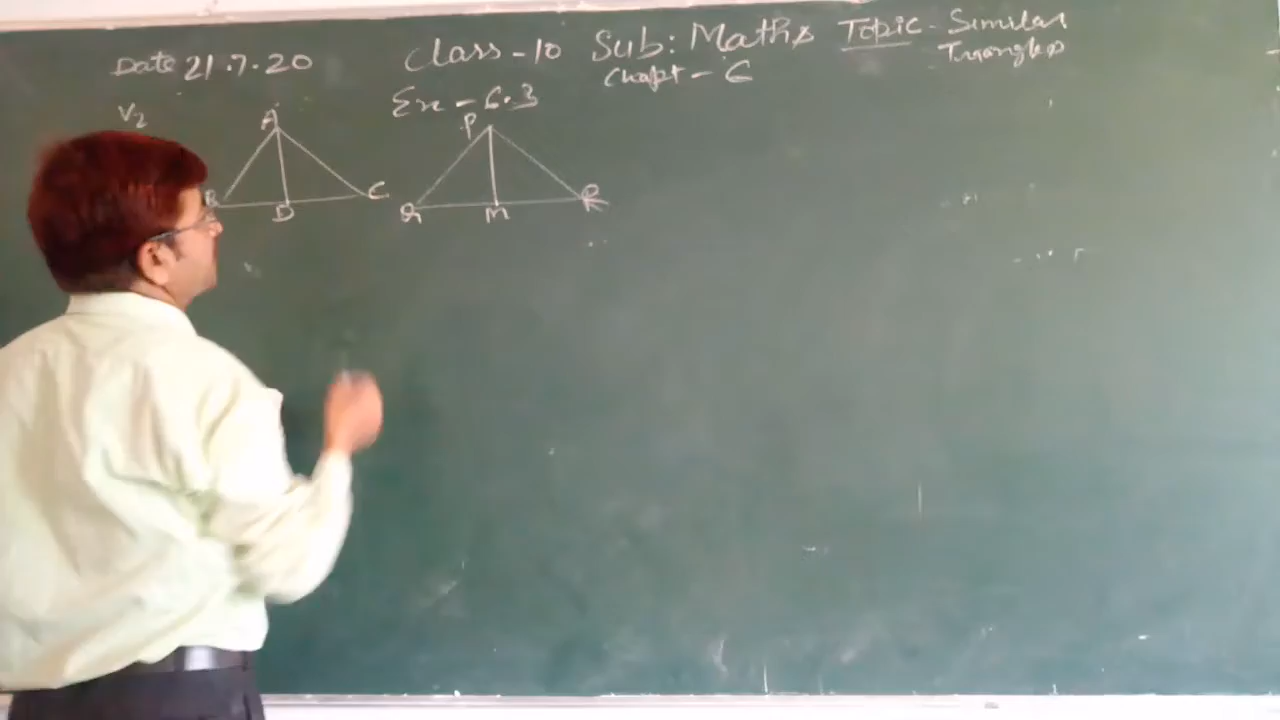 Date 21.7.20 Class-10 Sub: Maths Topic - Similar
Triangles
Chapt - 6
Ex - 6.3
V2
A
B D C
P
Q M R